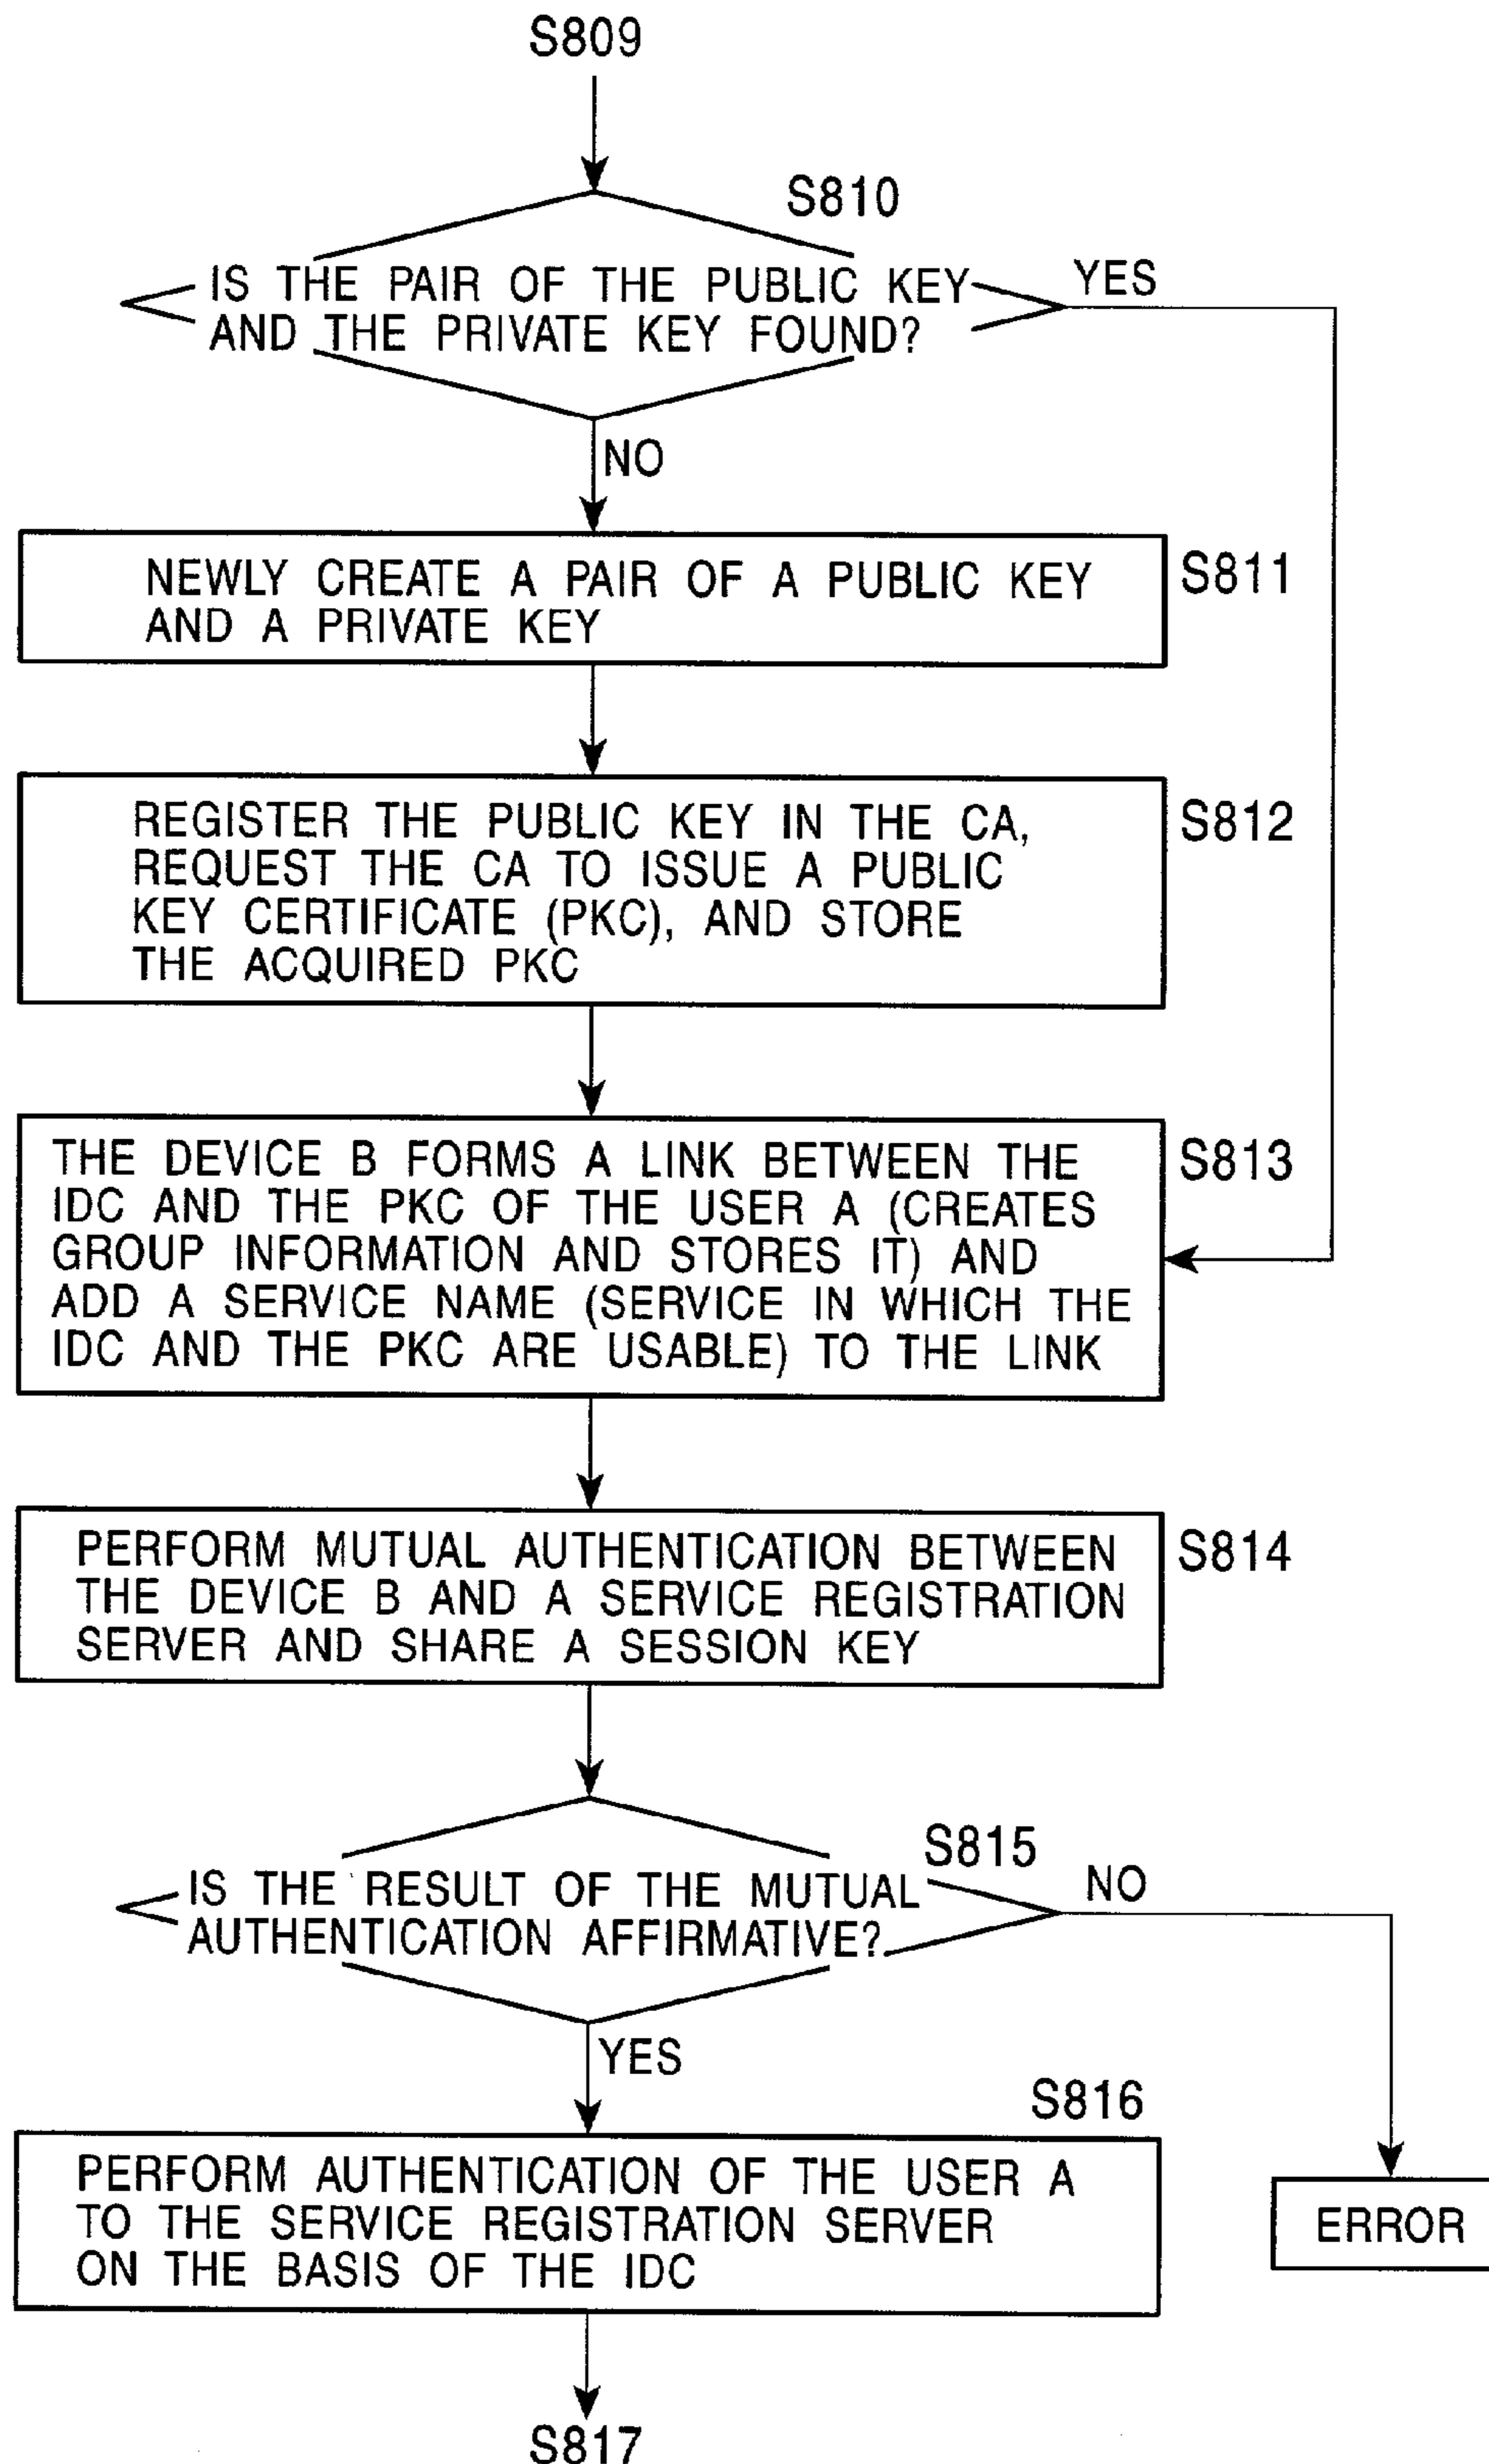 S809
S810
IS THE PAIR OF THE PUBLIC KEY
AND THE PRIVATE KEY FOUND?
YES
NO
NEWLY CREATE A PAIR OF A PUBLIC KEY
AND A PRIVATE KEY
S811
REGISTER THE PUBLIC KEY IN THE CA,
REQUEST THE CA TO ISSUE A PUBLIC
KEY CERTIFICATE (PKC), AND STORE
THE ACQUIRED PKC
S812
THE DEVICE B FORMS A LINK BETWEEN THE
IDC AND THE PKC OF THE USER A (CREATES
GROUP INFORMATION AND STORES IT) AND
ADD A SERVICE NAME (SERVICE IN WHICH THE
IDC AND THE PKC ARE USABLE) TO THE LINK
S813
PERFORM MUTUAL AUTHENTICATION BETWEEN
THE DEVICE B AND A SERVICE REGISTRATION
SERVER AND SHARE A SESSION KEY
S814
S815
IS THE RESULT OF THE MUTUAL
AUTHENTICATION AFFIRMATIVE?
NO
YES
S816
PERFORM AUTHENTICATION OF THE USER A
TO THE SERVICE REGISTRATION SERVER
ON THE BASIS OF THE IDC
ERROR
S817